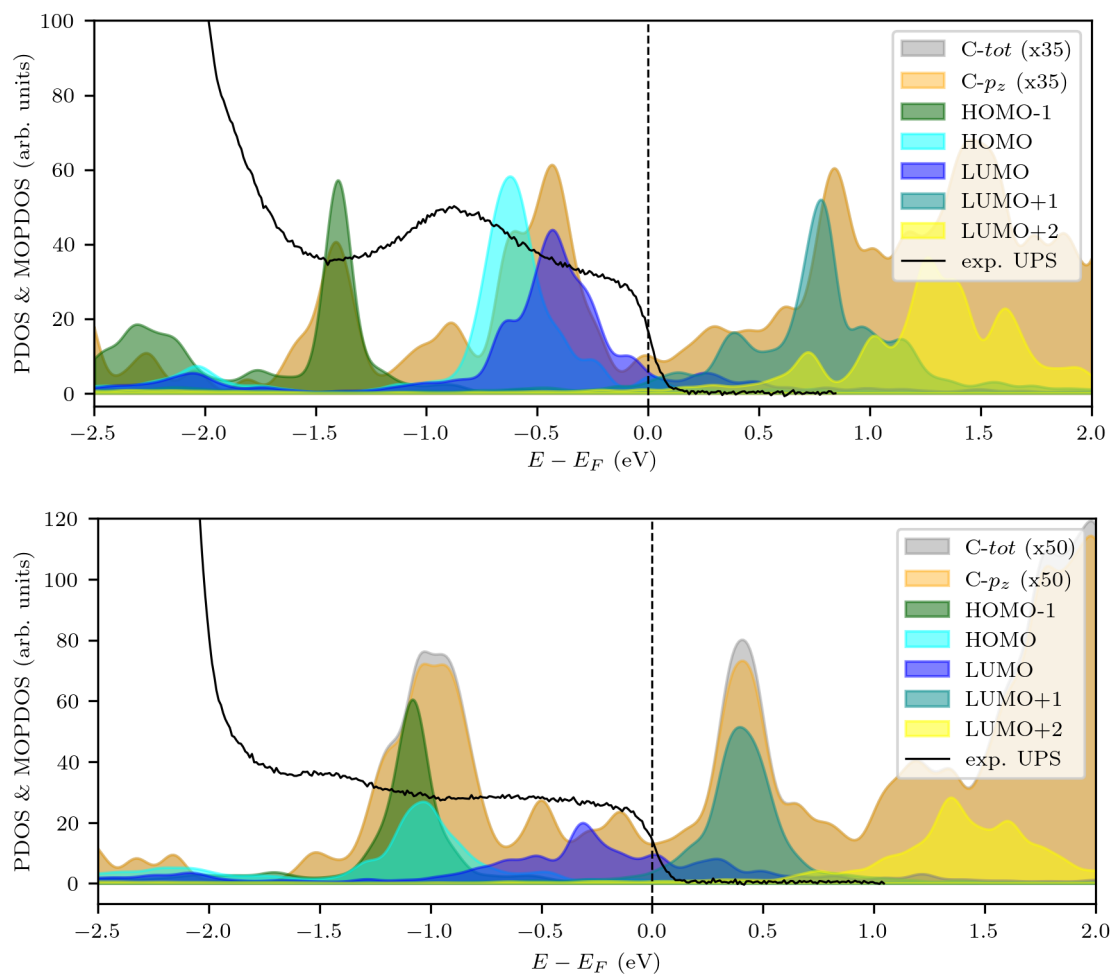 100
80
60
40
20
0
PDOS & MOPDOS (arb. units)
C-tot (x35)
C-p_z (x35)
HOMO-1
HOMO
LUMO
LUMO+1
LUMO+2
exp. UPS
−2.5 −2.0 −1.5 −1.0 −0.5 0.0 0.5 1.0 1.5 2.0
E − E_F (eV)
120
100
80
60
40
20
0
PDOS & MOPDOS (arb. units)
C-tot (x50)
C-p_z (x50)
HOMO-1
HOMO
LUMO
LUMO+1
LUMO+2
exp. UPS
−2.5 −2.0 −1.5 −1.0 −0.5 0.0 0.5 1.0 1.5 2.0
E − E_F (eV)